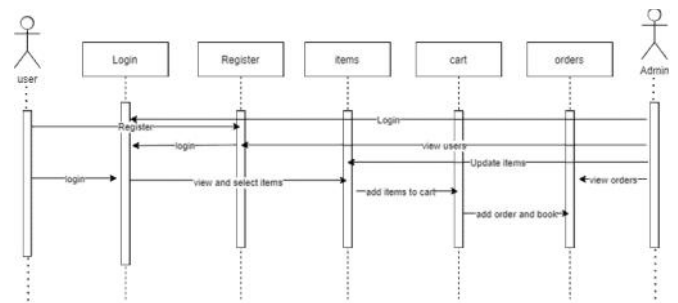 user
Login
Register
items
cart
orders
Admin
Login
Register
login
view users
Update items
login
view and select items
view orders
add items to cart
add order and book